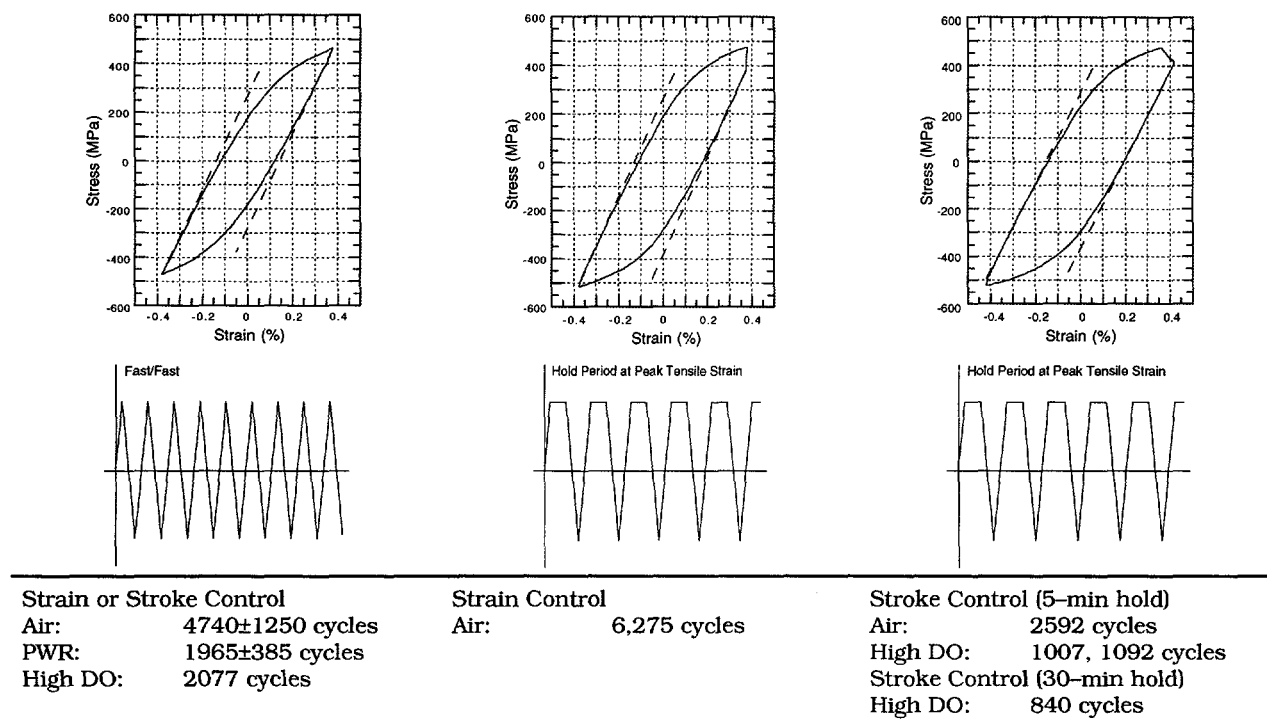 600
400
200
0
-200
-400
-600
Stress (MPa)
-0.4 -0.2 0 0.2 0.4
Strain (%)
600
400
200
0
-200
-400
-600
Stress (MPa)
-0.4 -0.2 0 0.2 0.4
Strain (%)
600
400
200
0
-200
-400
-600
Stress (MPa)
-0.4 -0.2 0 0.2 0.4
Strain (%)
Fast/Fast
Hold Period at Peak Tensile Strain
Hold Period at Peak Tensile Strain
Strain or Stroke Control
Air: 4740±1250 cycles
PWR: 1965±385 cycles
High DO: 2077 cycles
Strain Control
Air: 6,275 cycles
Stroke Control (5–min hold)
Air: 2592 cycles
High DO: 1007, 1092 cycles
Stroke Control (30–min hold)
High DO: 840 cycles